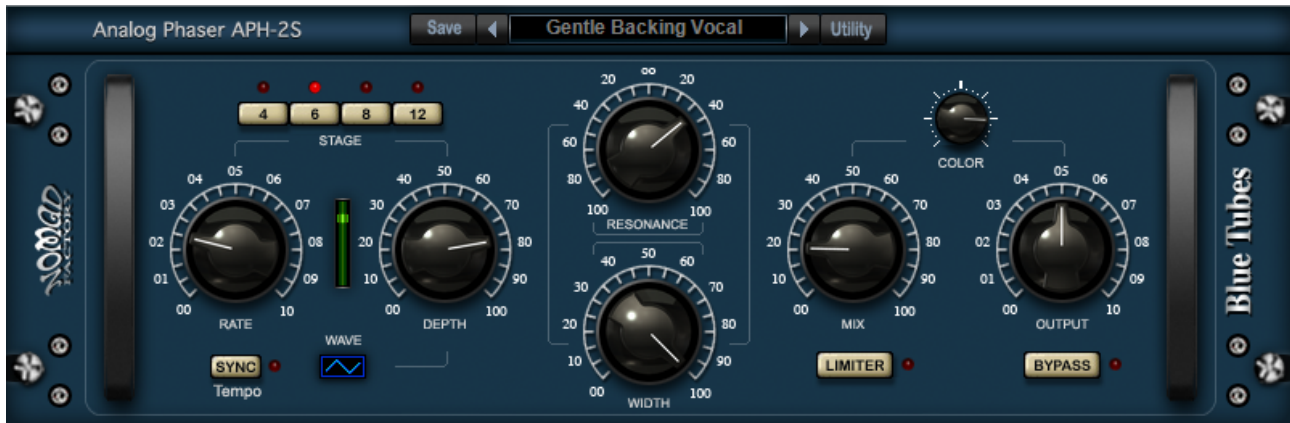 Analog Phaser APH-2S
Save
Gentle Backing Vocal
Utility
4 6 8 12
STAGE
00 01 02 03 04 05 06 07 08 09 10
RATE
00 10 20 30 40 50 60 70 80 90 100
DEPTH
100 80 60 40 20 ∞ 20 40 60 80 100
RESONANCE
00 10 20 30 40 50 60 70 80 90 100
WIDTH
COLOR
00 10 20 30 40 50 60 70 80 90 100
MIX
00 01 02 03 04 05 06 07 08 09 10
OUTPUT
WAVE
SYNC
Tempo
LIMITER
BYPASS
NOMAD
FACTORY
Blue Tubes